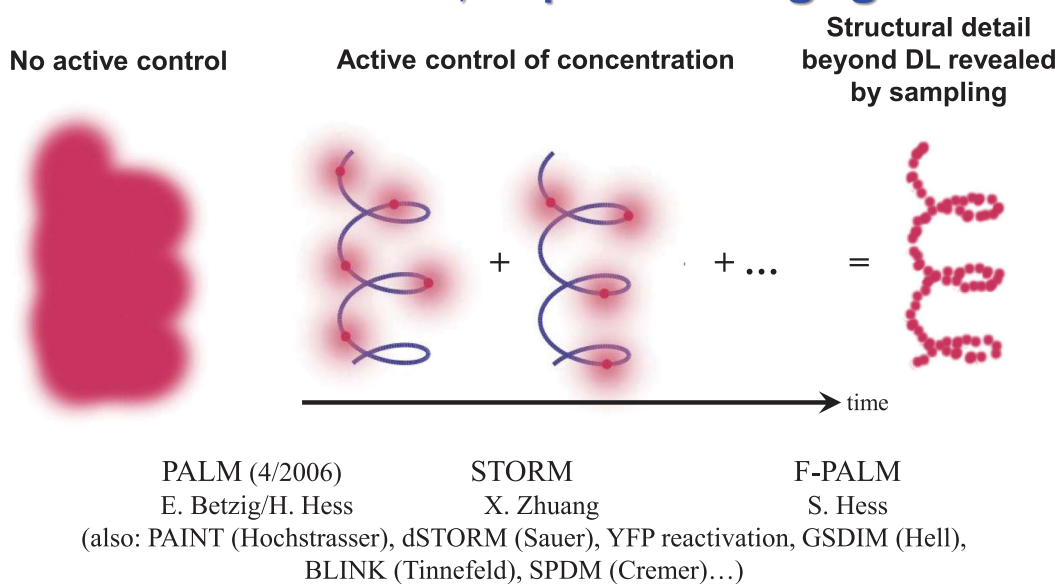 No active control
Active control of concentration
Structural detail
beyond DL revealed
by sampling
+
+ ...
=
time
PALM (4/2006)
STORM
F-PALM
E. Betzig/H. Hess
X. Zhuang
S. Hess
(also: PAINT (Hochstrasser), dSTORM (Sauer), YFP reactivation, GSDIM (Hell),
BLINK (Tinnefeld), SPDM (Cremer)…)